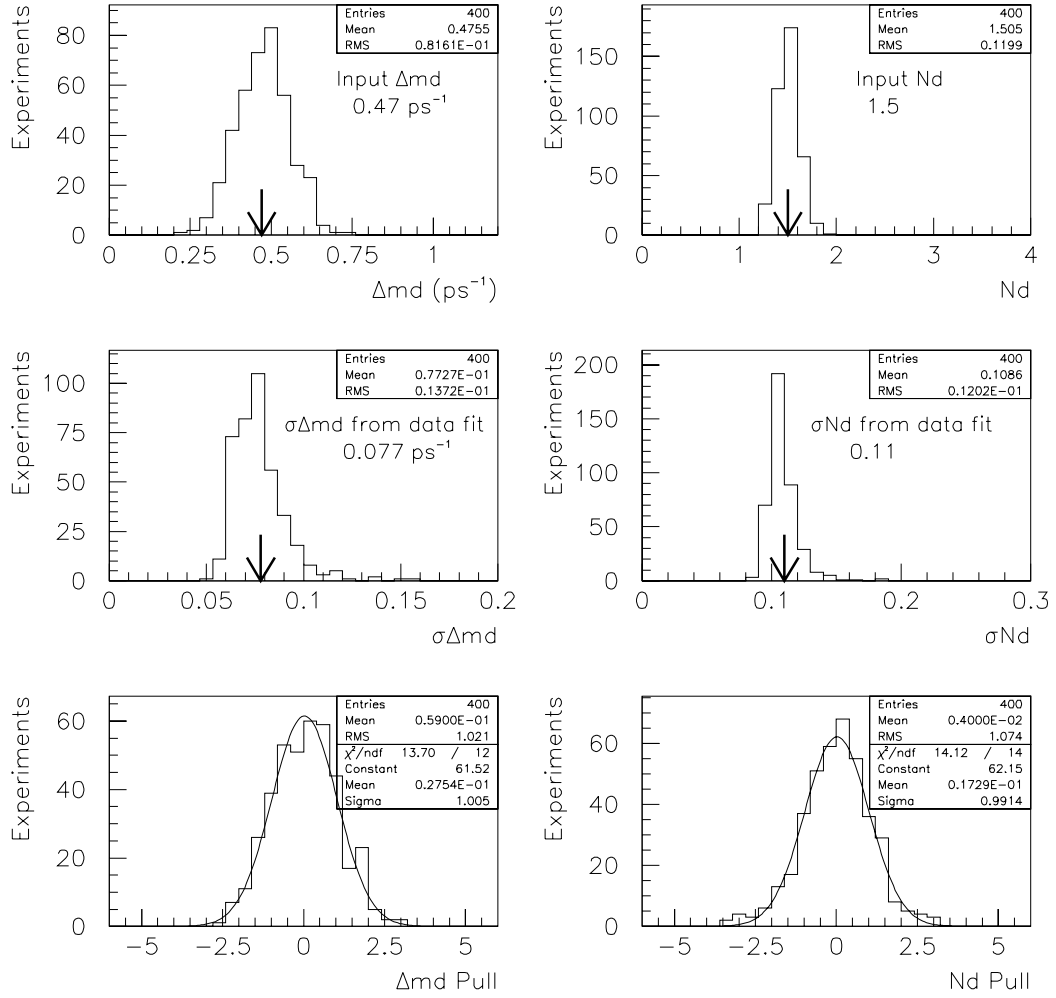 Experiments
80
60
40
20
0
Entries 400
Mean 0.4755
RMS 0.8161E-01
Input Δmd
0.47 ps⁻¹
0 0.25 0.5 0.75 1
Δmd (ps⁻¹)
Experiments
150
100
50
0
Entries 400
Mean 1.505
RMS 0.1199
Input Nd
1.5
0 1 2 3 4
Nd
Experiments
100
75
50
25
0
Entries 400
Mean 0.7727E-01
RMS 0.1372E-01
σΔmd from data fit
0.077 ps⁻¹
0 0.05 0.1 0.15 0.2
σΔmd
Experiments
200
150
100
50
0
Entries 400
Mean 0.1086
RMS 0.1202E-01
σNd from data fit
0.11
0 0.1 0.2 0.3
σNd
Experiments
60
40
20
0
Entries 400
Mean 0.5900E-01
RMS 1.021
χ²/ndf 13.70 / 12
Constant 61.52
Mean 0.2754E-01
Sigma 1.005
−5 −2.5 0 2.5 5
Δmd Pull
Experiments
60
40
20
0
Entries 400
Mean 0.4000E-02
RMS 1.074
χ²/ndf 14.12 / 14
Constant 62.15
Mean 0.1729E-01
Sigma 0.9914
−5 −2.5 0 2.5 5
Nd Pull